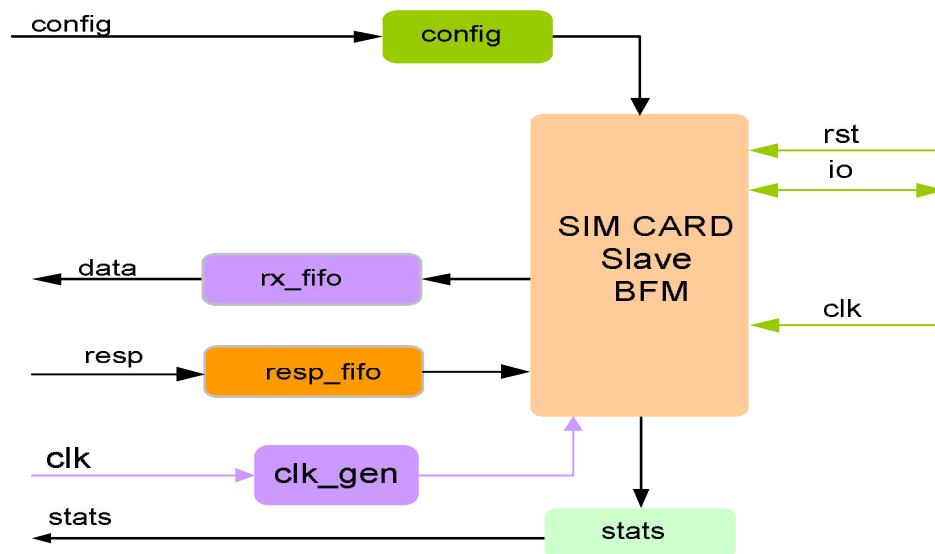 config
config
rst
io
SIM CARD
Slave
BFM
data
rx_fifo
clk
resp
resp_fifo
clk
clk_gen
stats
stats